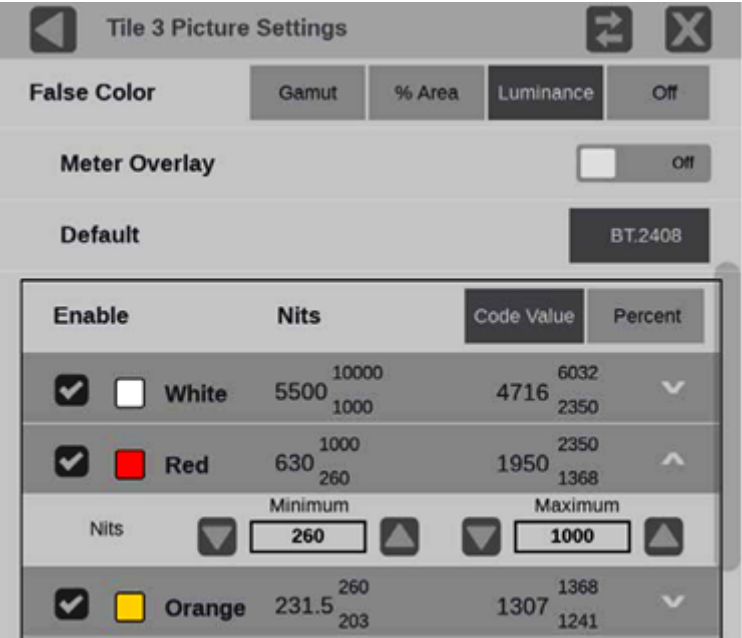 Tile 3 Picture Settings
False Color Gamut % Area Luminance Off
Meter Overlay Off
Default BT.2408
Enable Nits Code Value Percent
White 5500 10000 1000 4716 6032 2350
Red 630 1000 260 1950 2350 1368
Minimum Maximum
Nits 260 1000
Orange 231.5 260 203 1307 1368 1241